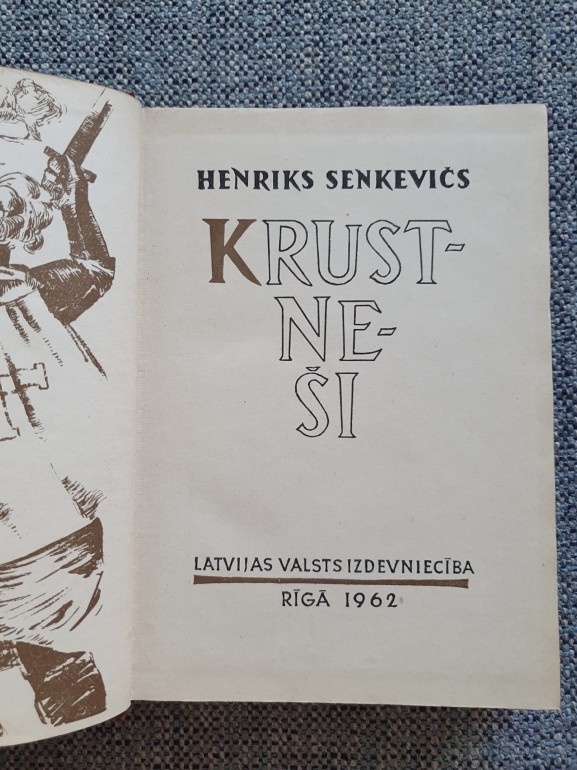 HENRIKS SENKEVIČS
KRUST-
NE-
ŠI
LATVIJAS VALSTS IZDEVNIECĪBA
RĪGĀ 1962